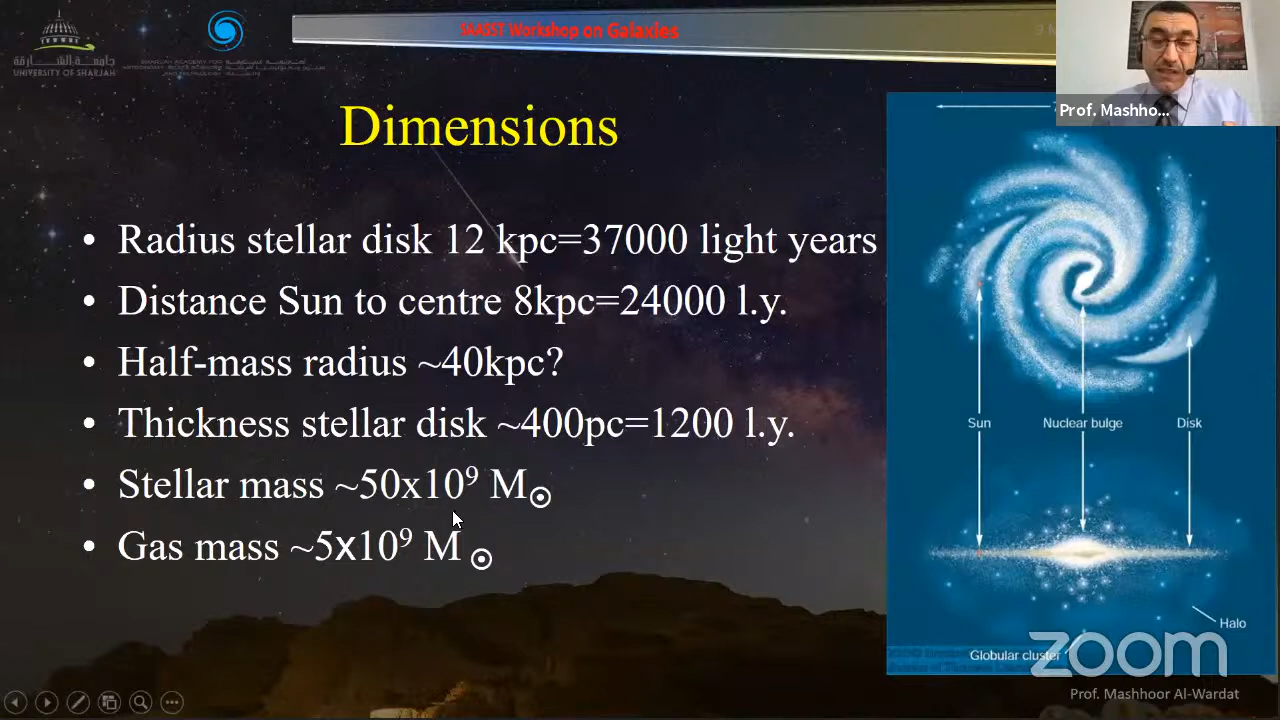 جامعة الشارقة
UNIVERSITY OF SHARJAH
SAASST Workshop on Galaxies
Prof. Mashho...
Dimensions
• Radius stellar disk 12 kpc=37000 light years
• Distance Sun to centre 8kpc=24000 l.y.
• Half-mass radius ~40kpc?
• Thickness stellar disk ~400pc=1200 l.y.
• Stellar mass ~50x10⁹ M☉
• Gas mass ~5x10⁹ M☉
Sun
Nuclear bulge
Disk
Halo
Globular cluster
zoom
Prof. Mashhoor Al-Wardat